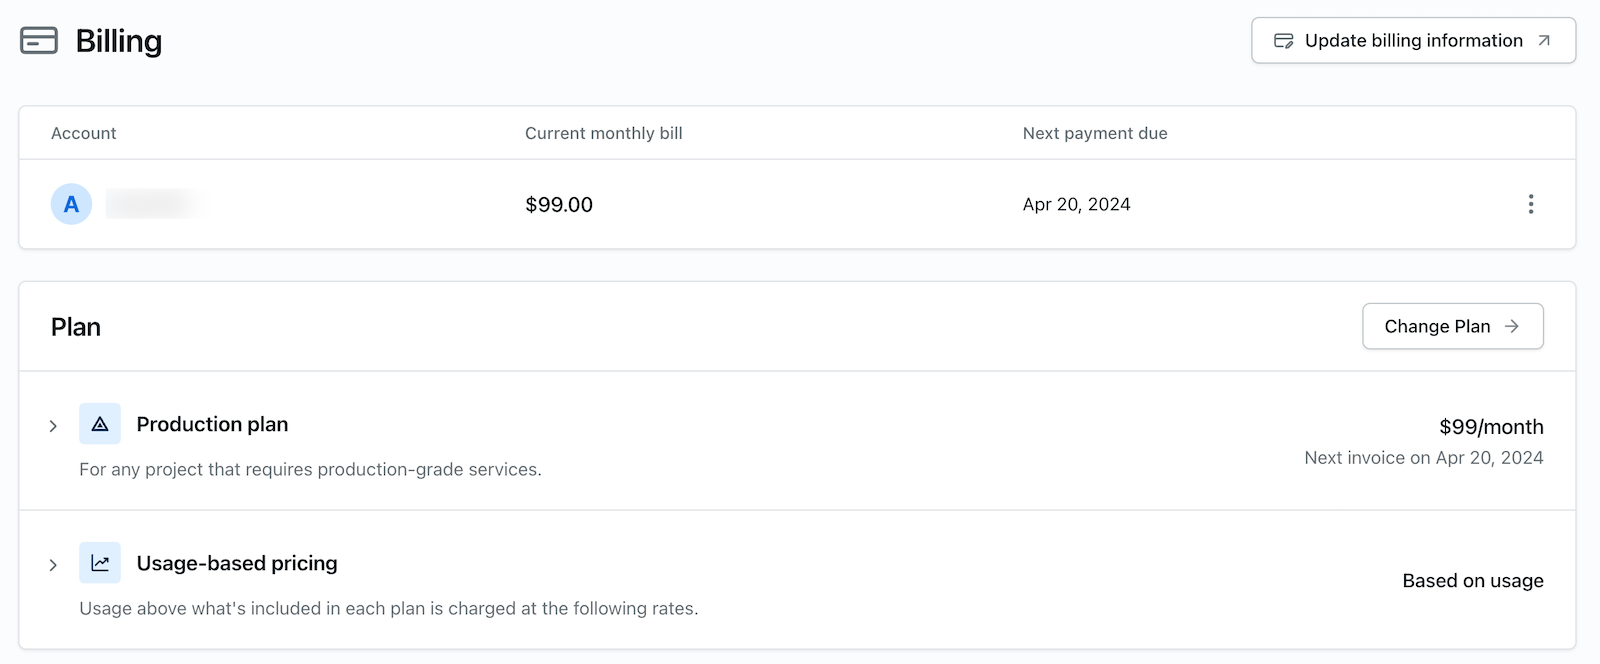 Billing
Update billing information
Account Current monthly bill Next payment due
A $99.00 Apr 20, 2024
Plan
Change Plan
Production plan
$99/month
For any project that requires production-grade services.
Next invoice on Apr 20, 2024
Usage-based pricing
Based on usage
Usage above what's included in each plan is charged at the following rates.